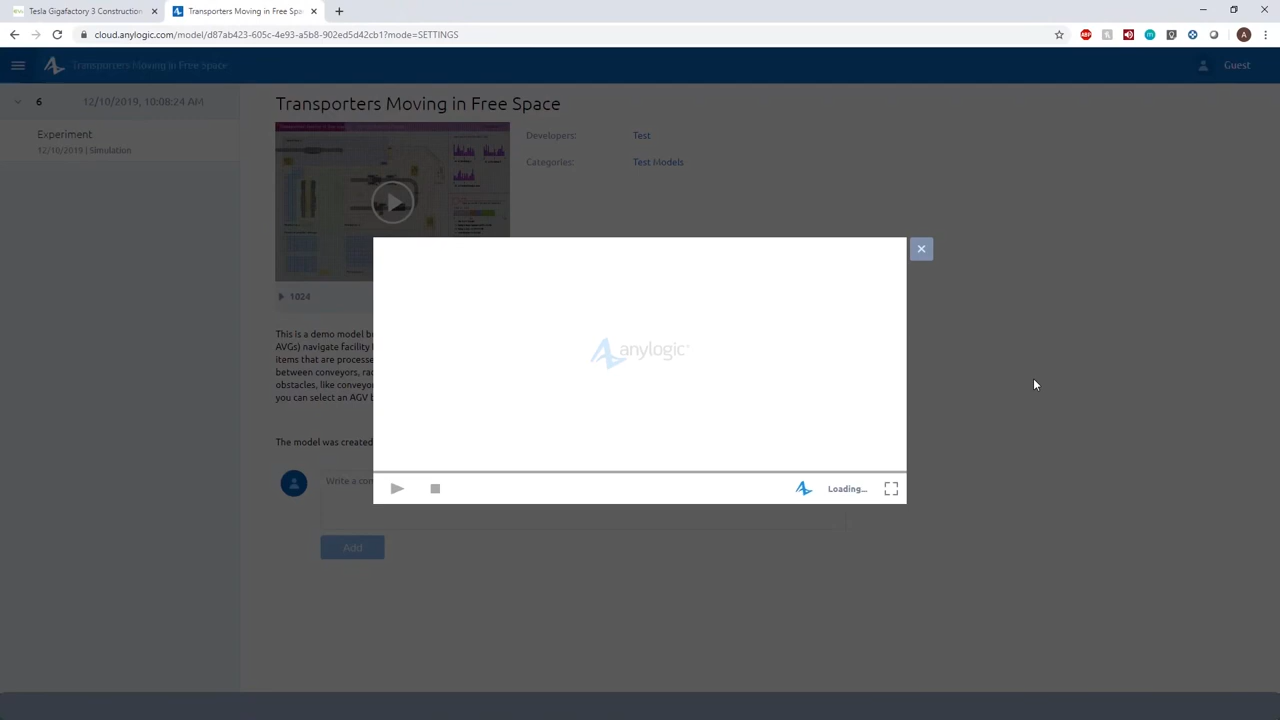 Tesla Gigafactory 3 Construction
Transporters Moving in Free Spa
cloud.anylogic.com/model/d87ab423-605c-4e93-a5b8-902ed5d42cb1?mode=SETTINGS
ABP
A
Transporters Moving in Free Space
Guest
6 12/10/2019, 10:08:24 AM
Experiment
12/10/2019 | Simulation
Transporters Moving in Free Space
Developers: Test
Categories: Test Models
1024
This is a demo model b
AVGs) navigate facility
items that are processe
between conveyors, ra
obstacles, like conveyo
you can select an AGV
The model was created
anylogic
Loading...
Write a co
Add